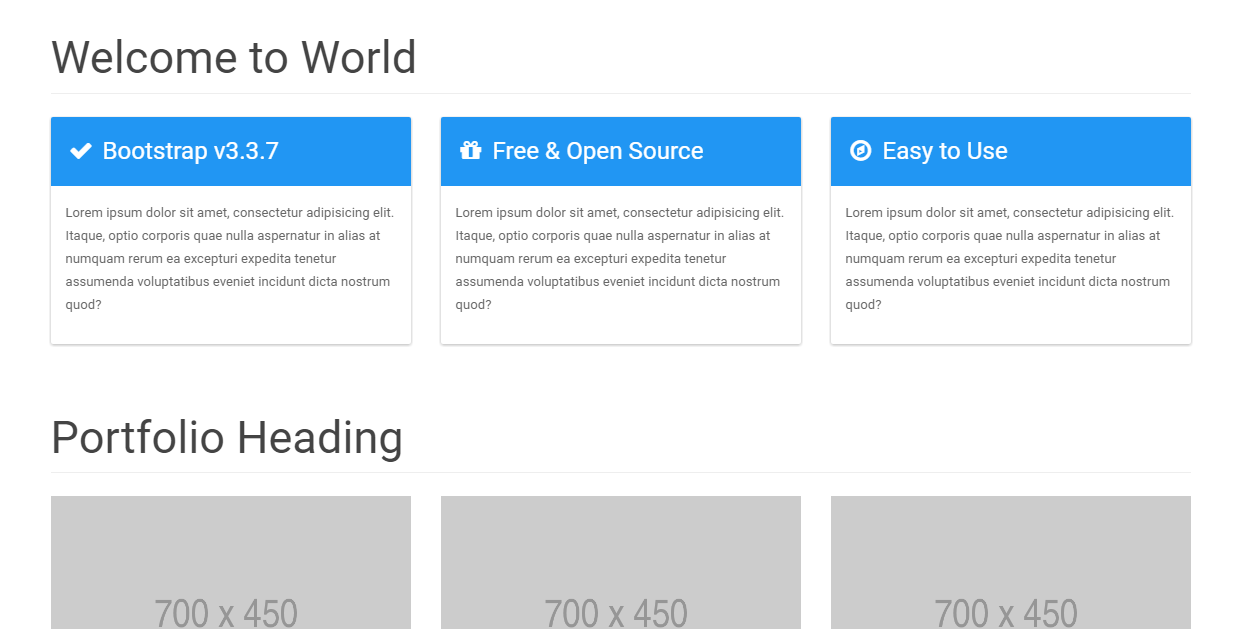 Welcome to World
Bootstrap v3.3.7
Lorem ipsum dolor sit amet, consectetur adipisicing elit.
Itaque, optio corporis quae nulla aspernatur in alias at
numquam rerum ea excepturi expedita tenetur
assumenda voluptatibus eveniet incidunt dicta nostrum
quod?
Free & Open Source
Lorem ipsum dolor sit amet, consectetur adipisicing elit.
Itaque, optio corporis quae nulla aspernatur in alias at
numquam rerum ea excepturi expedita tenetur
assumenda voluptatibus eveniet incidunt dicta nostrum
quod?
Easy to Use
Lorem ipsum dolor sit amet, consectetur adipisicing elit.
Itaque, optio corporis quae nulla aspernatur in alias at
numquam rerum ea excepturi expedita tenetur
assumenda voluptatibus eveniet incidunt dicta nostrum
quod?
Portfolio Heading
700 x 450
700 x 450
700 x 450